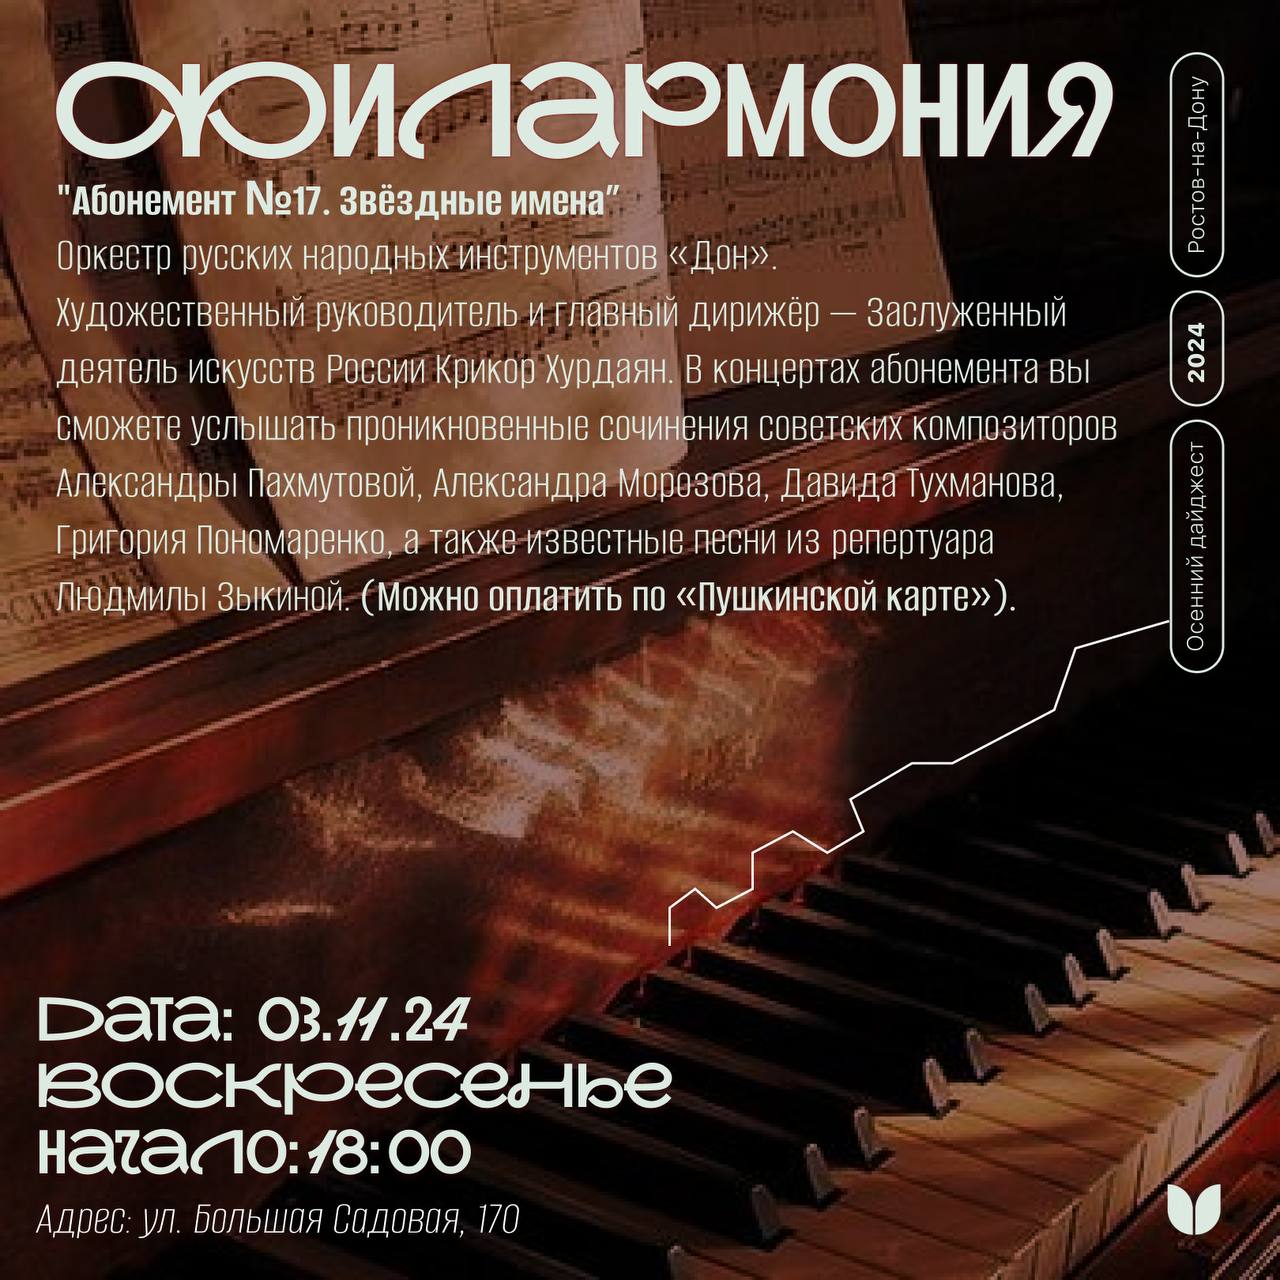 Филармония
"Абонемент №17. Звёздные имена"
Оркестр русских народных инструментов «Дон».
Художественный руководитель и главный дирижёр — Заслуженный
деятель искусств России Крикор Хурдаян. В концертах абонемента вы
сможете услышать проникновенные сочинения советских композиторов
Александры Пахмутовой, Александра Морозова, Давида Тухманова,
Григория Пономаренко, а также известные песни из репертуара
Людмилы Зыкиной. (Можно оплатить по «Пушкинской карте»).
Ростов-на-Дону
2024
Осенний дайджест
Дата: 03.11.24
Воскресенье
Начало: 18:00
Адрес: ул. Большая Садовая, 170